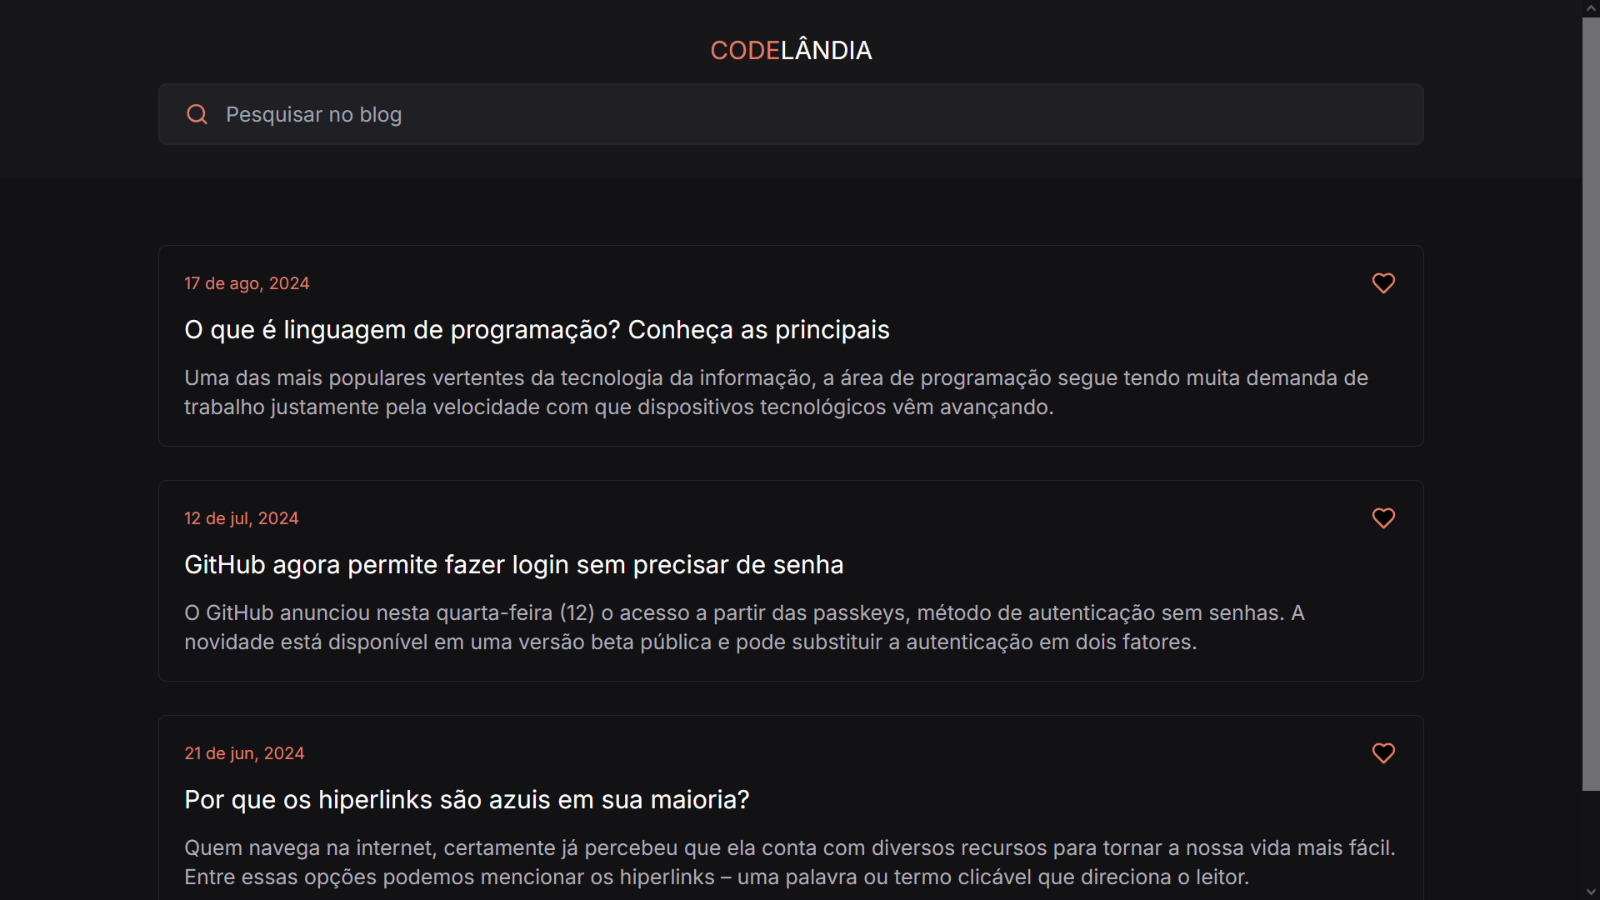 CODELÂNDIA
Pesquisar no blog
17 de ago, 2024
O que é linguagem de programação? Conheça as principais
Uma das mais populares vertentes da tecnologia da informação, a área de programação segue tendo muita demanda de
trabalho justamente pela velocidade com que dispositivos tecnológicos vêm avançando.
12 de jul, 2024
GitHub agora permite fazer login sem precisar de senha
O GitHub anunciou nesta quarta-feira (12) o acesso a partir das passkeys, método de autenticação sem senhas. A
novidade está disponível em uma versão beta pública e pode substituir a autenticação em dois fatores.
21 de jun, 2024
Por que os hiperlinks são azuis em sua maioria?
Quem navega na internet, certamente já percebeu que ela conta com diversos recursos para tornar a nossa vida mais fácil.
Entre essas opções podemos mencionar os hiperlinks – uma palavra ou termo clicável que direciona o leitor.